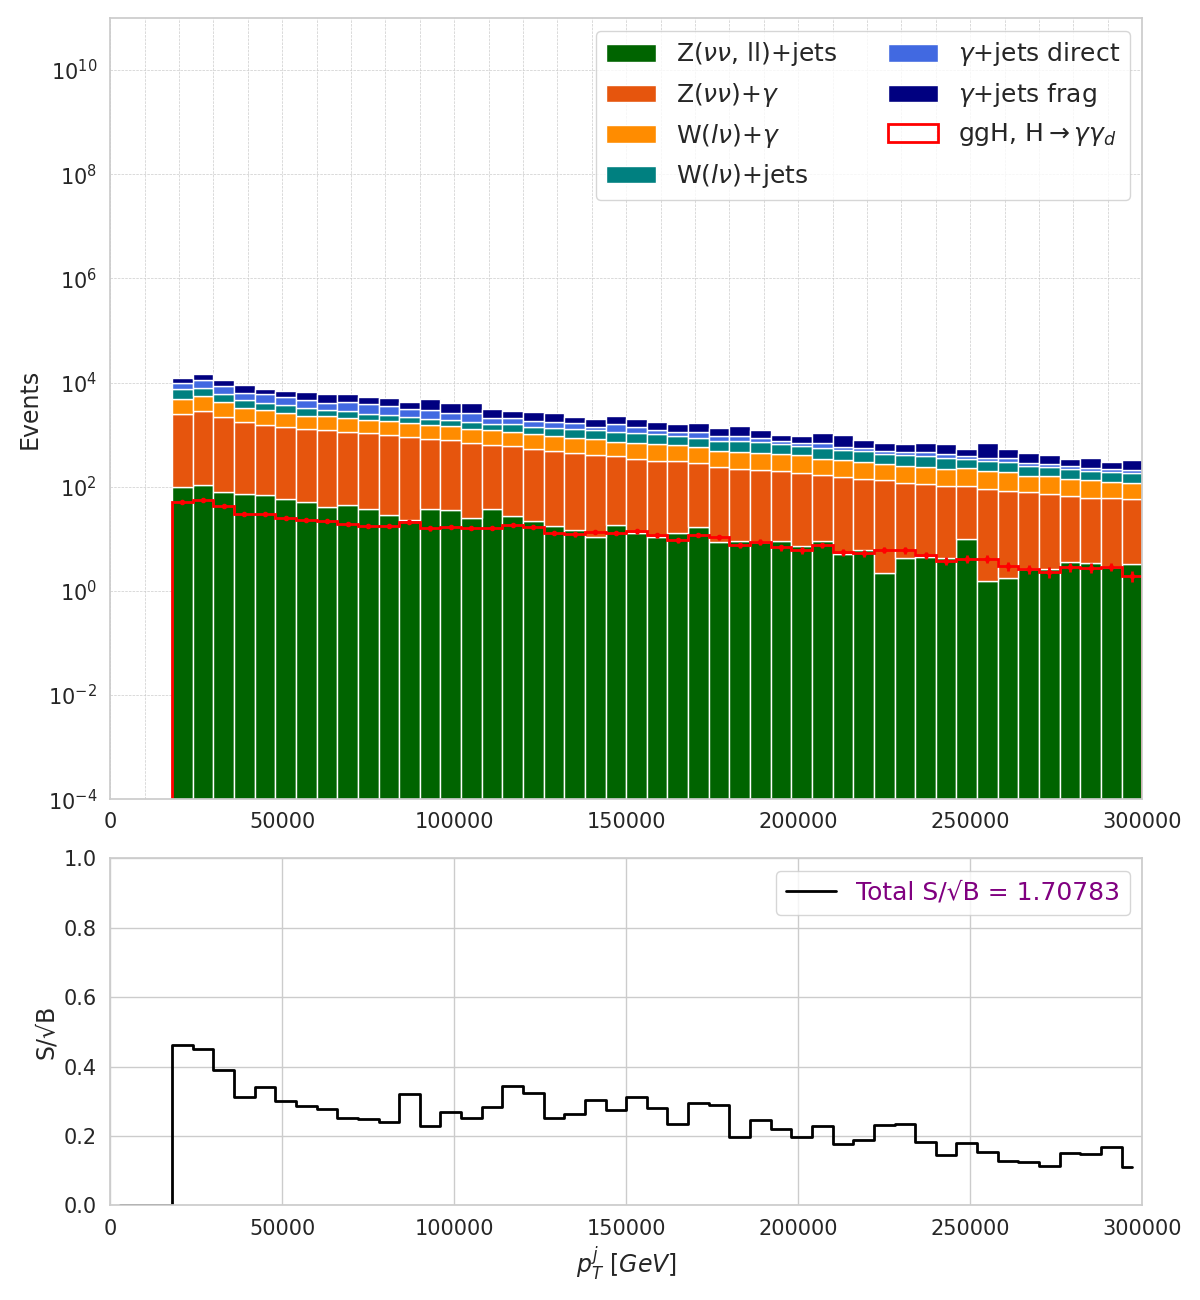 Z(νν, ll)+jets
Z(νν)+γ
W(lν)+γ
W(lν)+jets
γ+jets direct
γ+jets frag
ggH, H→γγ_d
Events
10^10
10^8
10^6
10^4
10^2
10^0
10^−2
10^−4
0 50000 100000 150000 200000 250000 300000
Total S/√B = 1.70783
S/√B
1.0
0.8
0.6
0.4
0.2
0.0
0 50000 100000 150000 200000 250000 300000
p_T^j [GeV]